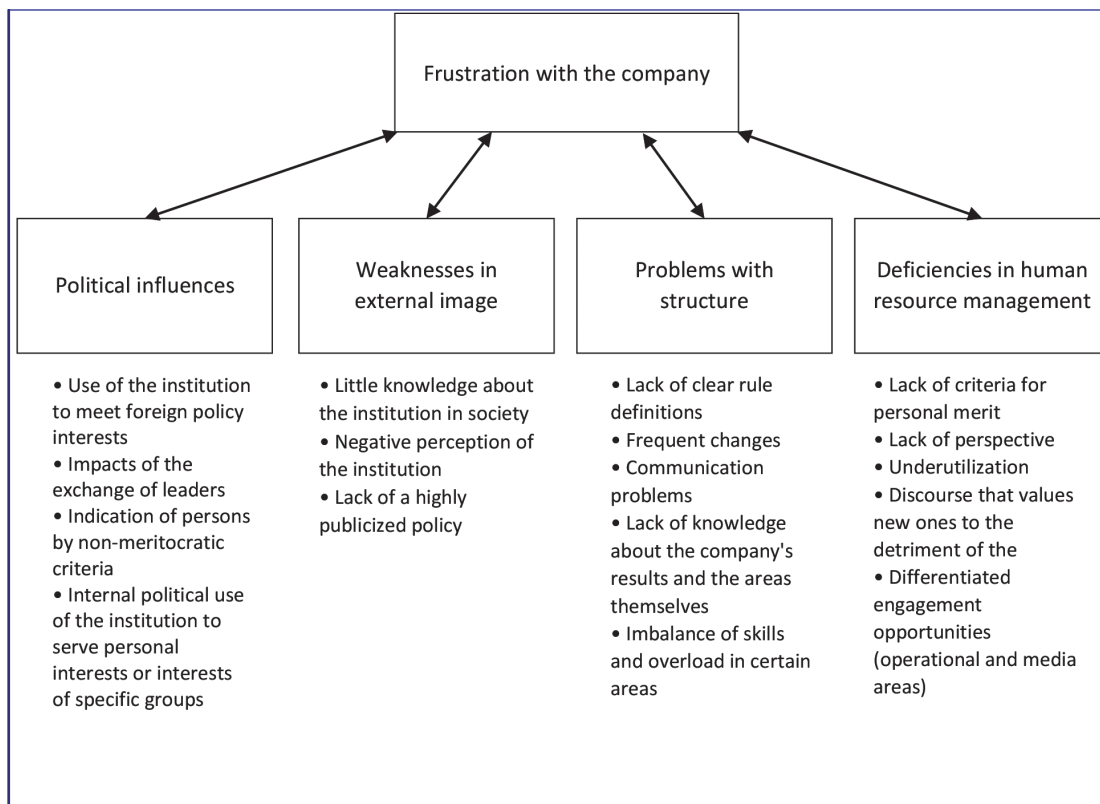 Frustration with the company
Political influences
Weaknesses in
external image
Problems with
structure
Deficiencies in human
resource management
• Use of the institution
to meet foreign policy
interests
• Impacts of the
exchange of leaders
• Indication of persons
by non-meritocratic
criteria
• Internal political use
of the institution to
serve personal
interests or interests
of specific groups
• Little knowledge about
the institution in society
• Negative perception of
the institution
• Lack of a highly
publicized policy
• Lack of clear rule
definitions
• Frequent changes
• Communication
problems
• Lack of knowledge
about the company's
results and the areas
themselves
• Imbalance of skills
and overload in certain
areas
• Lack of criteria for
personal merit
• Lack of perspective
• Underutilization
• Discourse that values
new ones to the
detriment of the
• Differentiated
engagement
opportunities
(operational and media
areas)